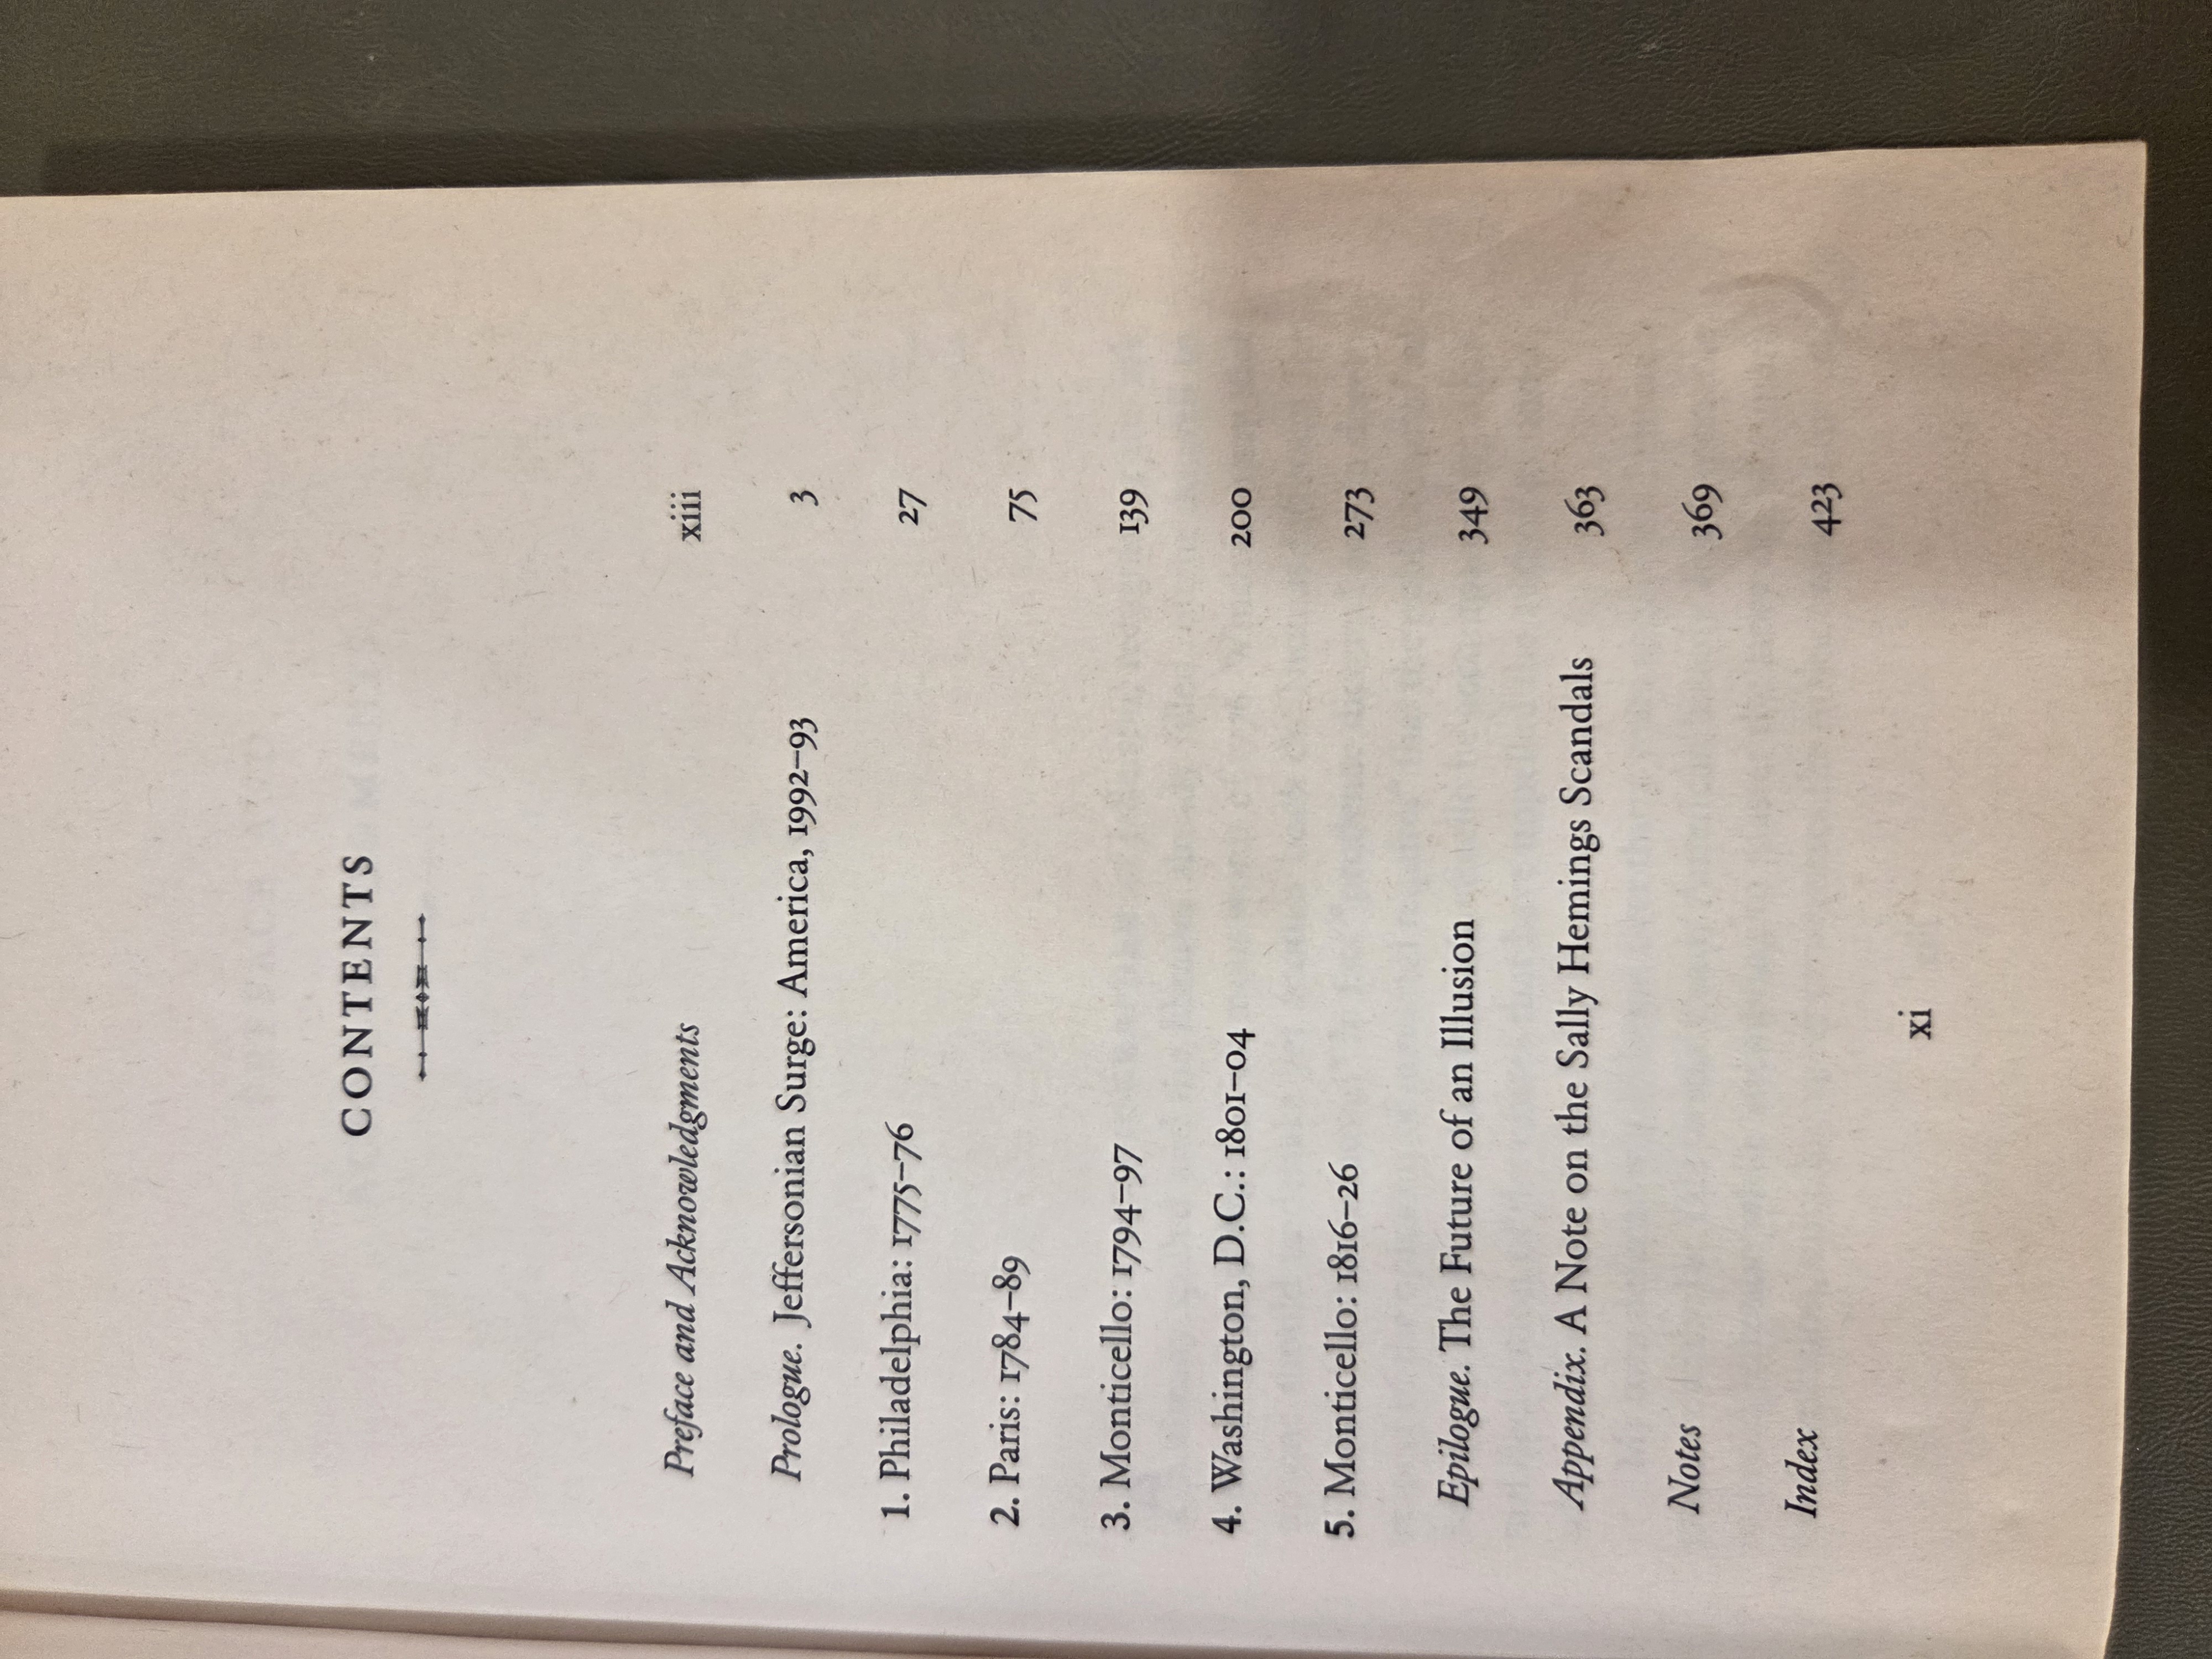 CONTENTS
Preface and Acknowledgments xiii
Prologue. Jeffersonian Surge: America, 1992–93 3
1. Philadelphia: 1775–76 27
2. Paris: 1784–89 75
3. Monticello: 1794–97 139
4. Washington, D.C.: 1801–04 200
5. Monticello: 1816–26 273
Epilogue. The Future of an Illusion 349
Appendix. A Note on the Sally Hemings Scandals 363
Notes 369
Index 423
xi